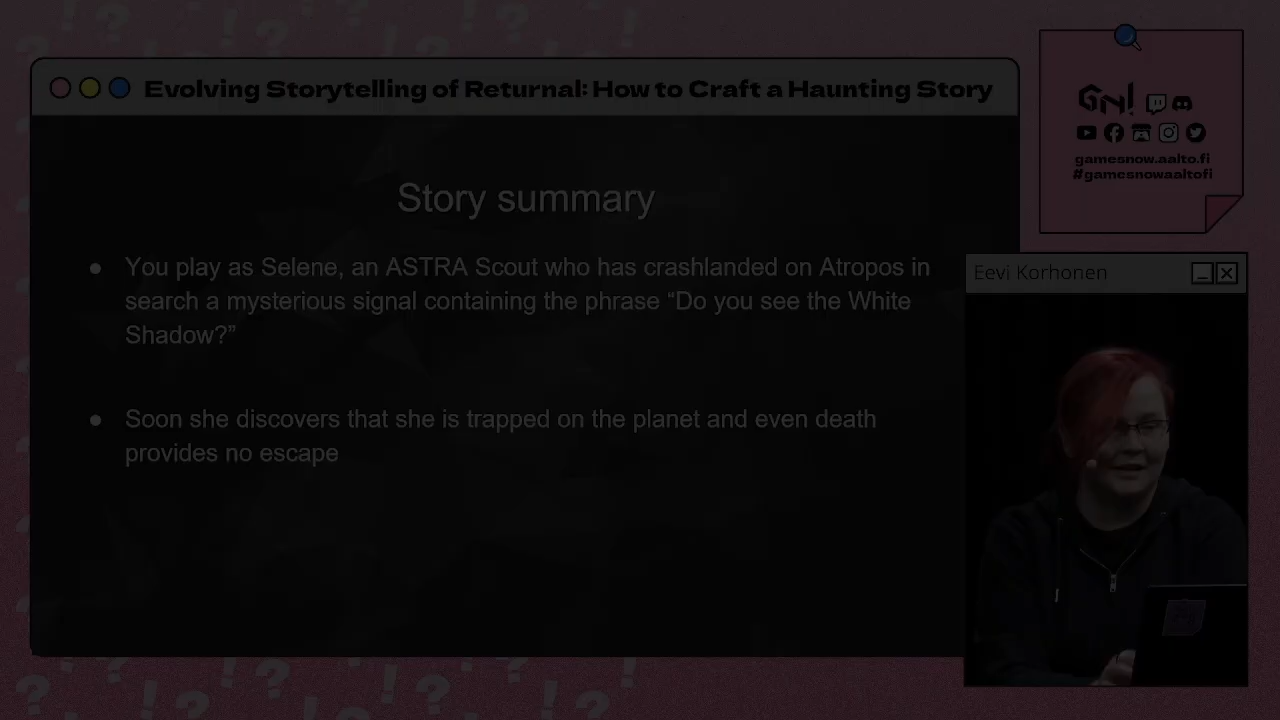 Evolving Storytelling of Returnal: How to Craft a Haunting Story
GN!
gamesnow.aalto.fi
#gamesnowaaltofi
Story summary
● You play as Selene, an ASTRA Scout who has crashlanded on Atropos in
search a mysterious signal containing the phrase “Do you see the White
Shadow?”
● Soon she discovers that she is trapped on the planet and even death
provides no escape
Eevi Korhonen